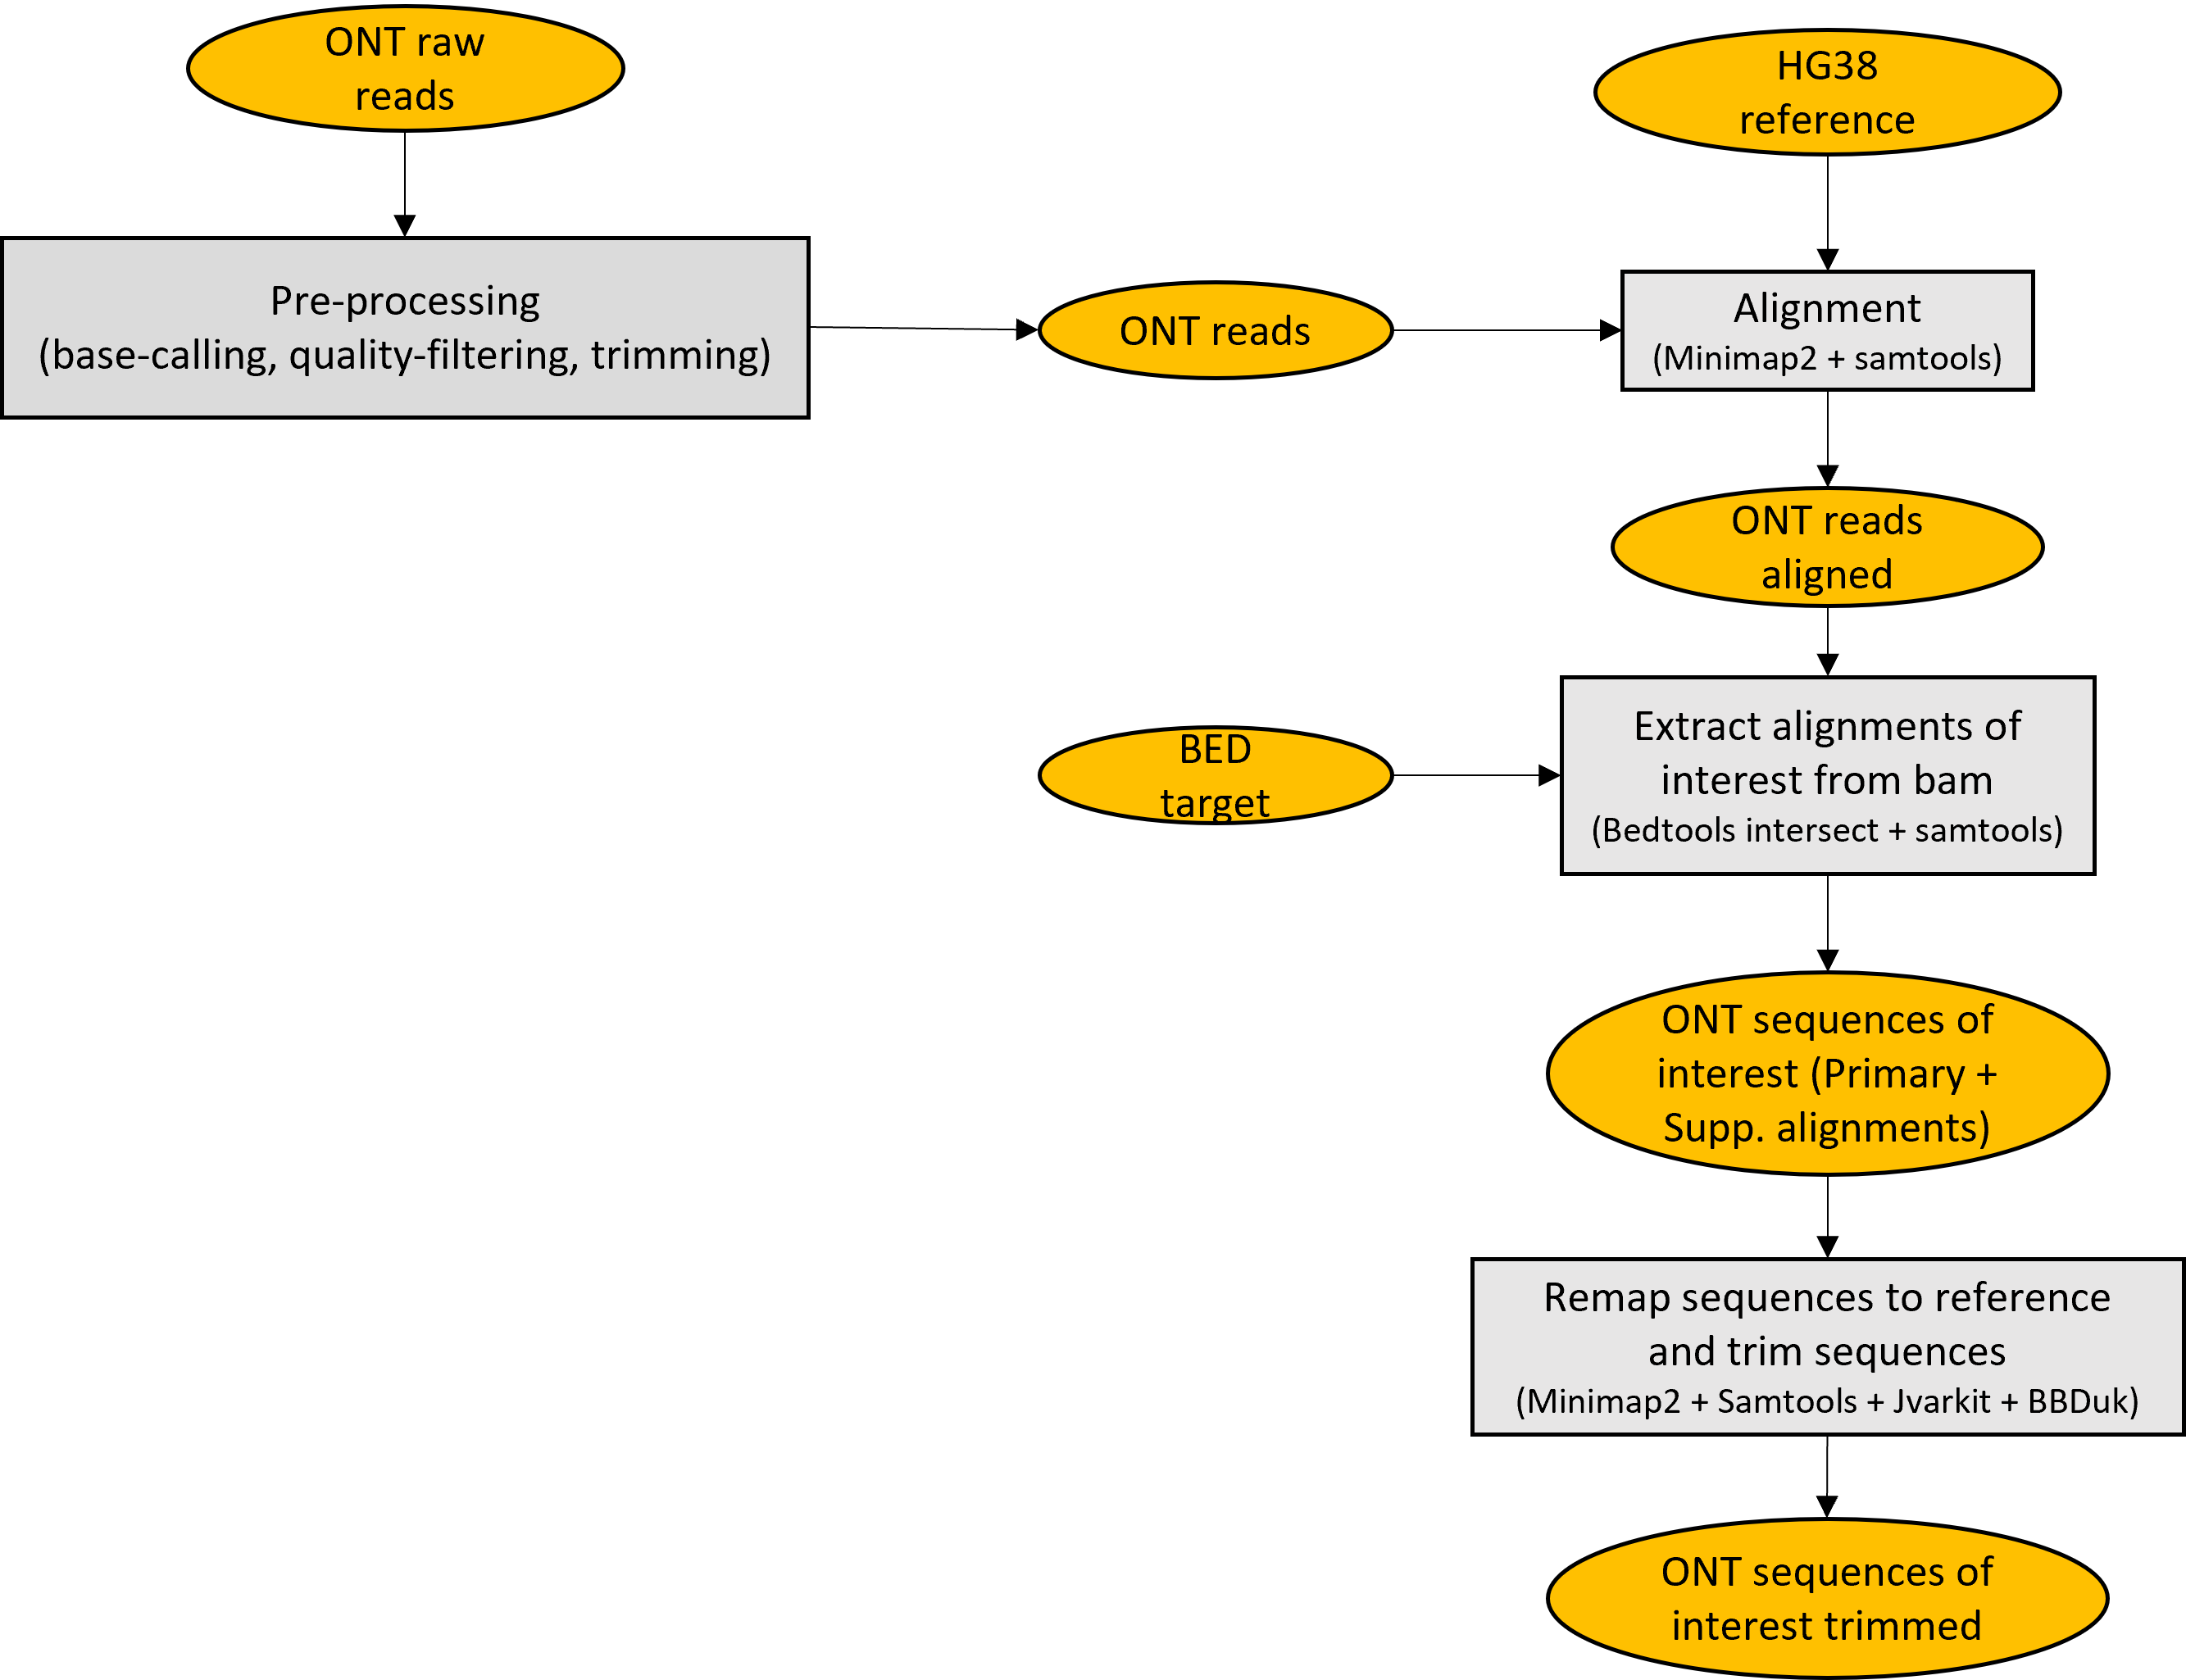 ONT raw
reads
HG38
reference
Pre-processing
(base-calling, quality-filtering, trimming)
ONT reads
Alignment
(Minimap2 + samtools)
ONT reads
aligned
BED
target
Extract alignments of
interest from bam
(Bedtools intersect + samtools)
ONT sequences of
interest (Primary +
Supp. alignments)
Remap sequences to reference
and trim sequences
(Minimap2 + Samtools + Jvarkit + BBDuk)
ONT sequences of
interest trimmed